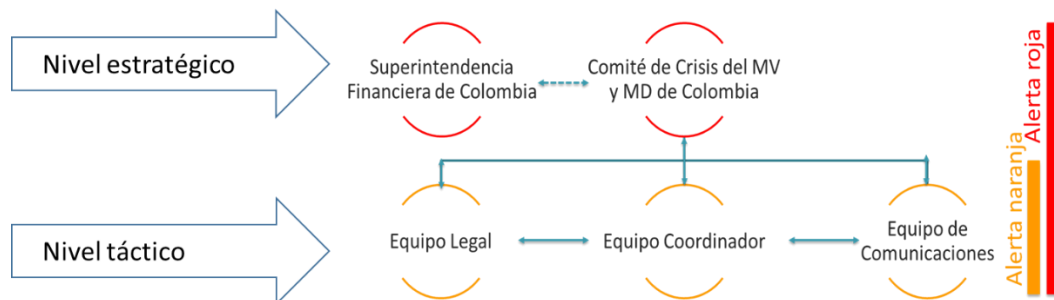 Nivel estratégico
Superintendencia
Financiera de Colombia
Comité de Crisis del MV
y MD de Colombia
Alerta roja
Nivel táctico
Equipo Legal
Equipo Coordinador
Equipo de
Comunicaciones
Alerta naranja